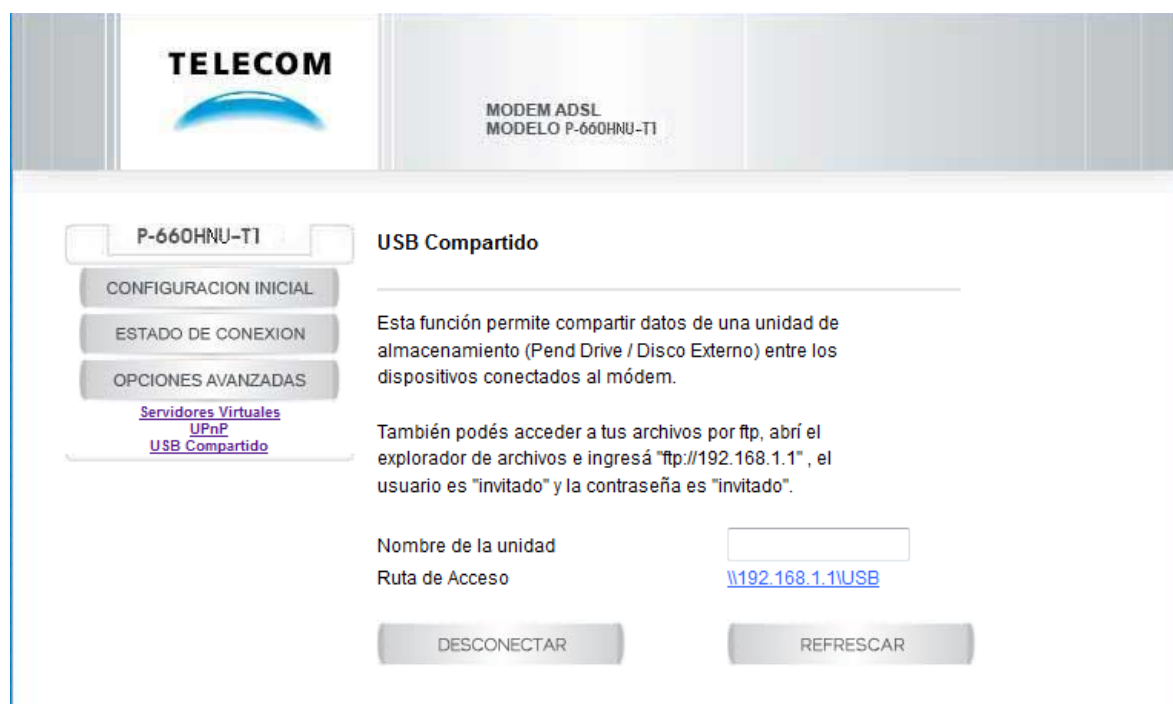 TELECOM
MODEM ADSL
MODELO P-660HNU-T1
P-660HNU-T1
CONFIGURACION INICIAL
ESTADO DE CONEXION
OPCIONES AVANZADAS
Servidores Virtuales
UPnP
USB Compartido
USB Compartido
Esta función permite compartir datos de una unidad de
almacenamiento (Pend Drive / Disco Externo) entre los
dispositivos conectados al módem.
También podés acceder a tus archivos por ftp, abrí el
explorador de archivos e ingresá "ftp://192.168.1.1" , el
usuario es "invitado" y la contraseña es "invitado".
Nombre de la unidad
Ruta de Acceso \\192.168.1.1\USB
DESCONECTAR REFRESCAR